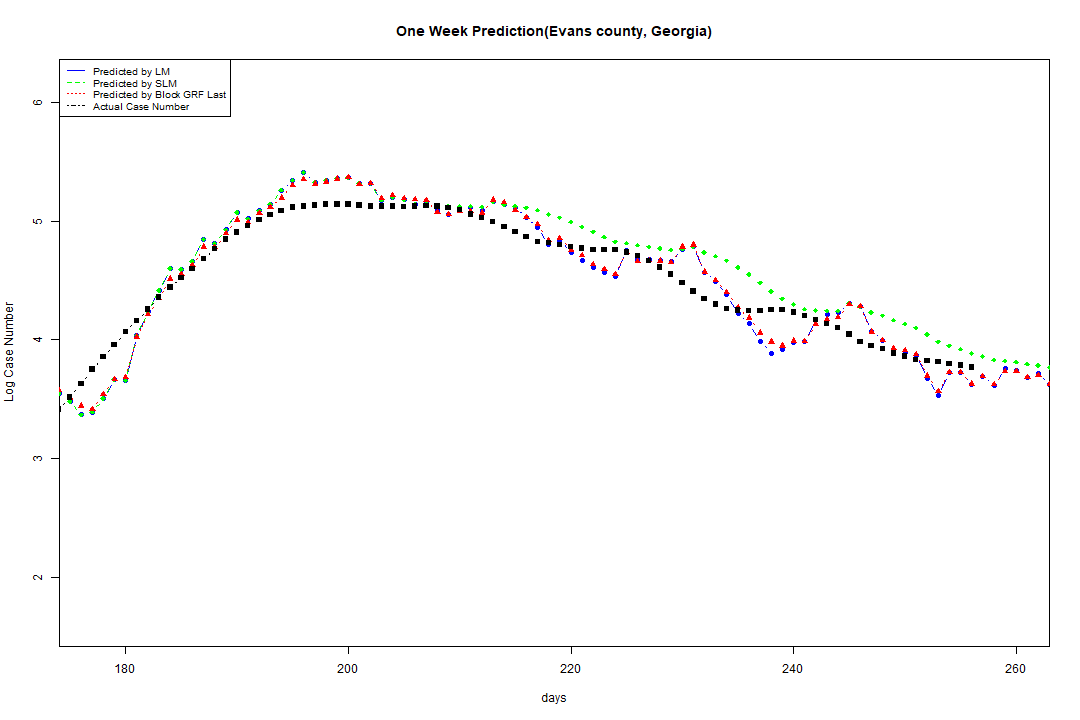 One Week Prediction(Evans county, Georgia)
Predicted by LM
Predicted by SLM
Predicted by Block GRF Last
Actual Case Number
6
5
4
3
2
Log Case Number
180 200 220 240 260
days